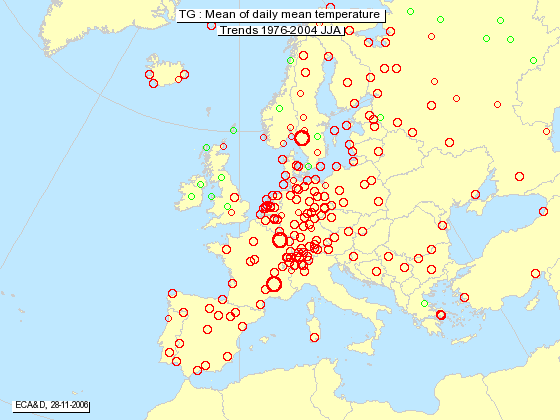 TG : Mean of daily mean temperature
Trends 1976-2004 JJA
ECA&D, 28-11-2006